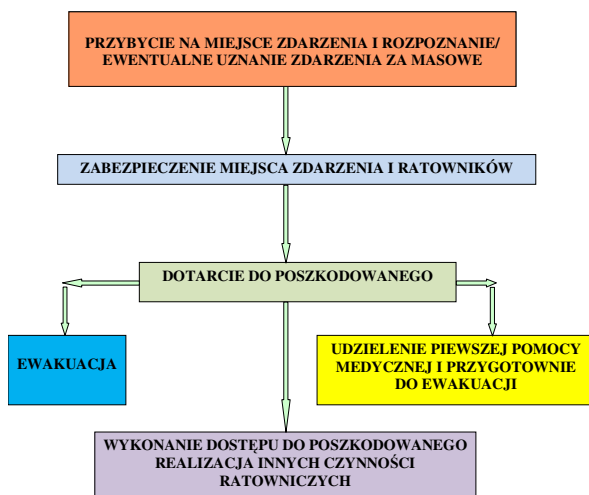 PRZYBYCIE NA MIEJSCE ZDARZENIA I ROZPOZNANIE/
EWENTUALNE UZNANIE ZDARZENIA ZA MASOWE
ZABEZPIECZENIE MIEJSCA ZDARZENIA I RATOWNIKÓW
DOTARCIE DO POSZKODOWANEGO
EWAKUACJA
UDZIELENIE PIEWSZEJ POMOCY
MEDYCZNEJ I PRZYGOTOWNIE
DO EWAKUACJI
WYKONANIE DOSTĘPU DO POSZKODOWANEGO
REALIZACJA INNYCH CZYNNOŚCI
RATOWNICZYCH